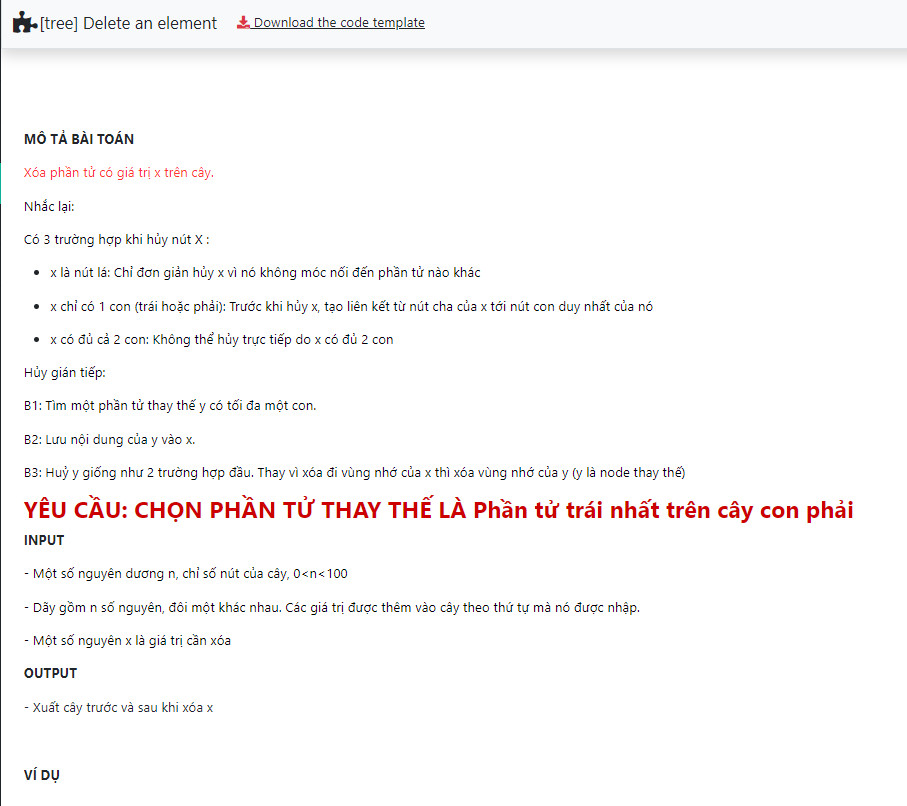 [tree] Delete an element Download the code template
MÔ TẢ BÀI TOÁN
Xóa phần tử có giá trị x trên cây.
Nhắc lại:
Có 3 trường hợp khi hủy nút X :
• x là nút lá: Chỉ đơn giản hủy x vì nó không móc nối đến phần tử nào khác
• x chỉ có 1 con (trái hoặc phải): Trước khi hủy x, tạo liên kết từ nút cha của x tới nút con duy nhất của nó
• x có đủ cả 2 con: Không thể hủy trực tiếp do x có đủ 2 con
Hủy gián tiếp:
B1: Tìm một phần tử thay thế y có tối đa một con.
B2: Lưu nội dung của y vào x.
B3: Huỷ y giống như 2 trường hợp đầu. Thay vì xóa đi vùng nhớ của x thì xóa vùng nhớ của y (y là node thay thế)
YÊU CẦU: CHỌN PHẦN TỬ THAY THẾ LÀ Phần tử trái nhất trên cây con phải
INPUT
- Một số nguyên dương n, chỉ số nút của cây, 0<n<100
- Dãy gồm n số nguyên, đôi một khác nhau. Các giá trị được thêm vào cây theo thứ tự mà nó được nhập.
- Một số nguyên x là giá trị cần xóa
OUTPUT
- Xuất cây trước và sau khi xóa x
VÍ DỤ